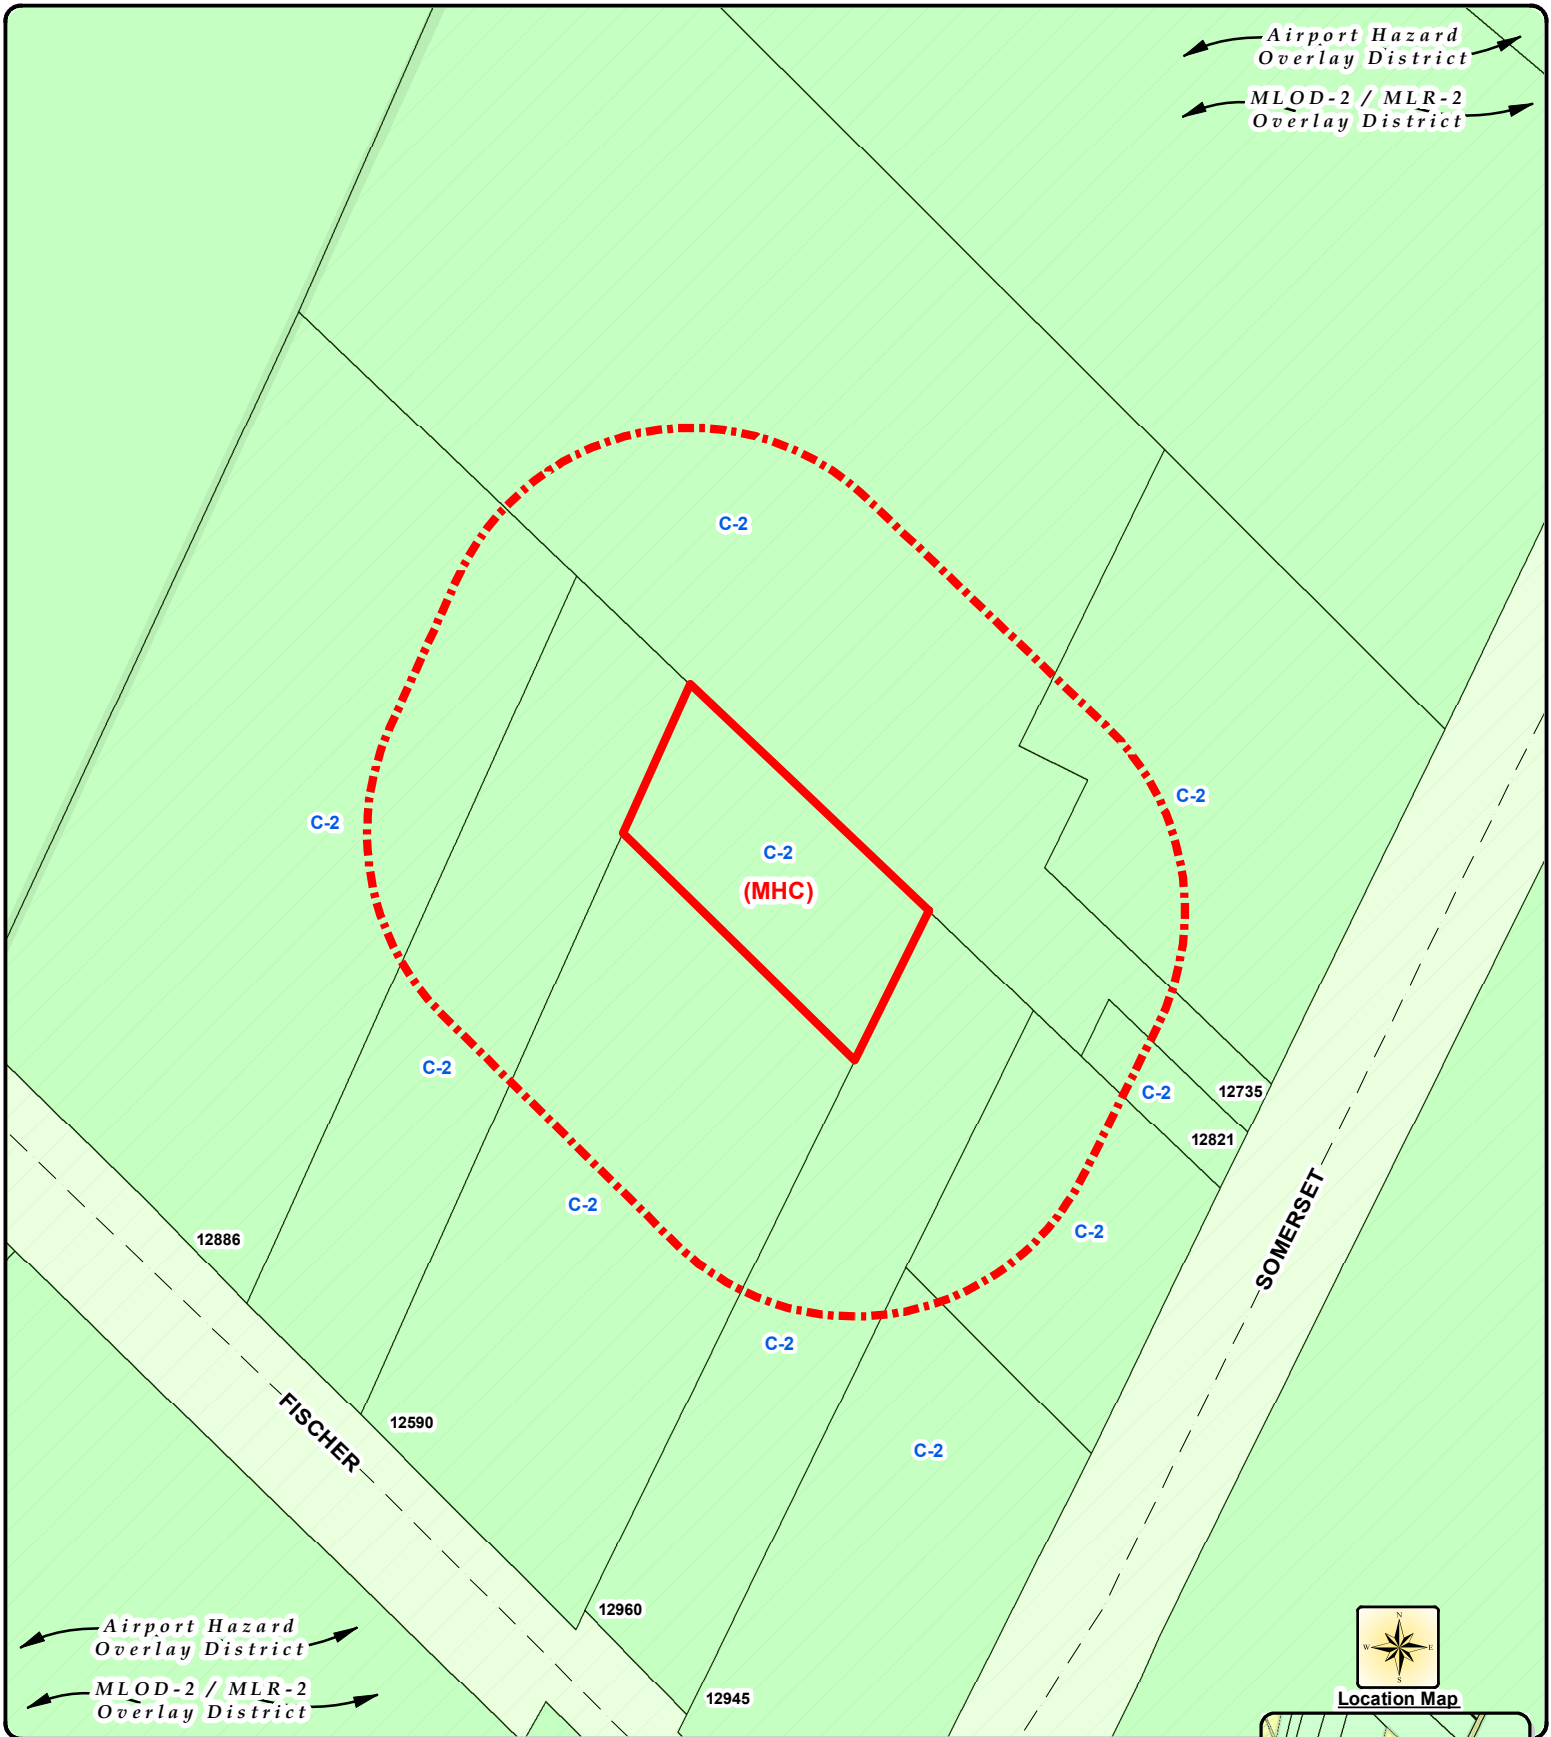 Airport Hazard
Overlay District
MLOD-2 / MLR-2
Overlay District
C-2
C-2
C-2
C-2
(MHC)
C-2
C-2
12735
12821
SOMERSET
C-2
C-2
12886
C-2
FISCHER
12590
C-2
12960
12945
Airport Hazard
Overlay District
MLOD-2 / MLR-2
Overlay District
N
W
E
S
Location Map